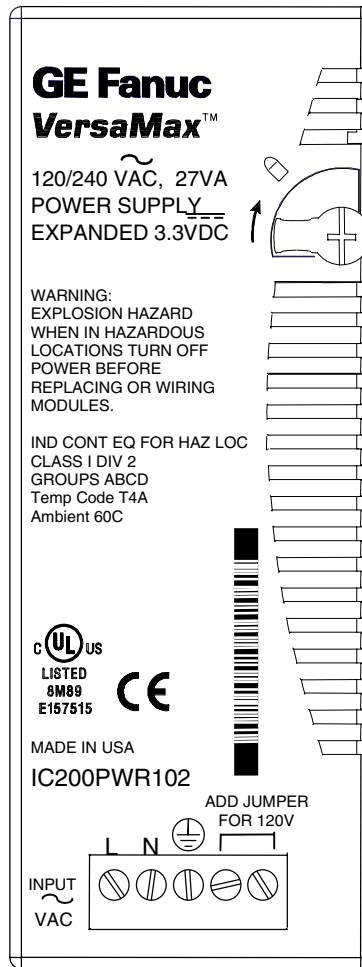 GE Fanuc
VersaMax™
120/240 VAC, 27VA
POWER SUPPLY
EXPANDED 3.3VDC
WARNING:
EXPLOSION HAZARD
WHEN IN HAZARDOUS
LOCATIONS TURN OFF
POWER BEFORE
REPLACING OR WIRING
MODULES.
IND CONT EQ FOR HAZ LOC
CLASS I DIV 2
GROUPS ABCD
Temp Code T4A
Ambient 60C
C UL US
LISTED
8M89
E157515
CE
MADE IN USA
IC200PWR102
ADD JUMPER
FOR 120V
L N
INPUT
VAC